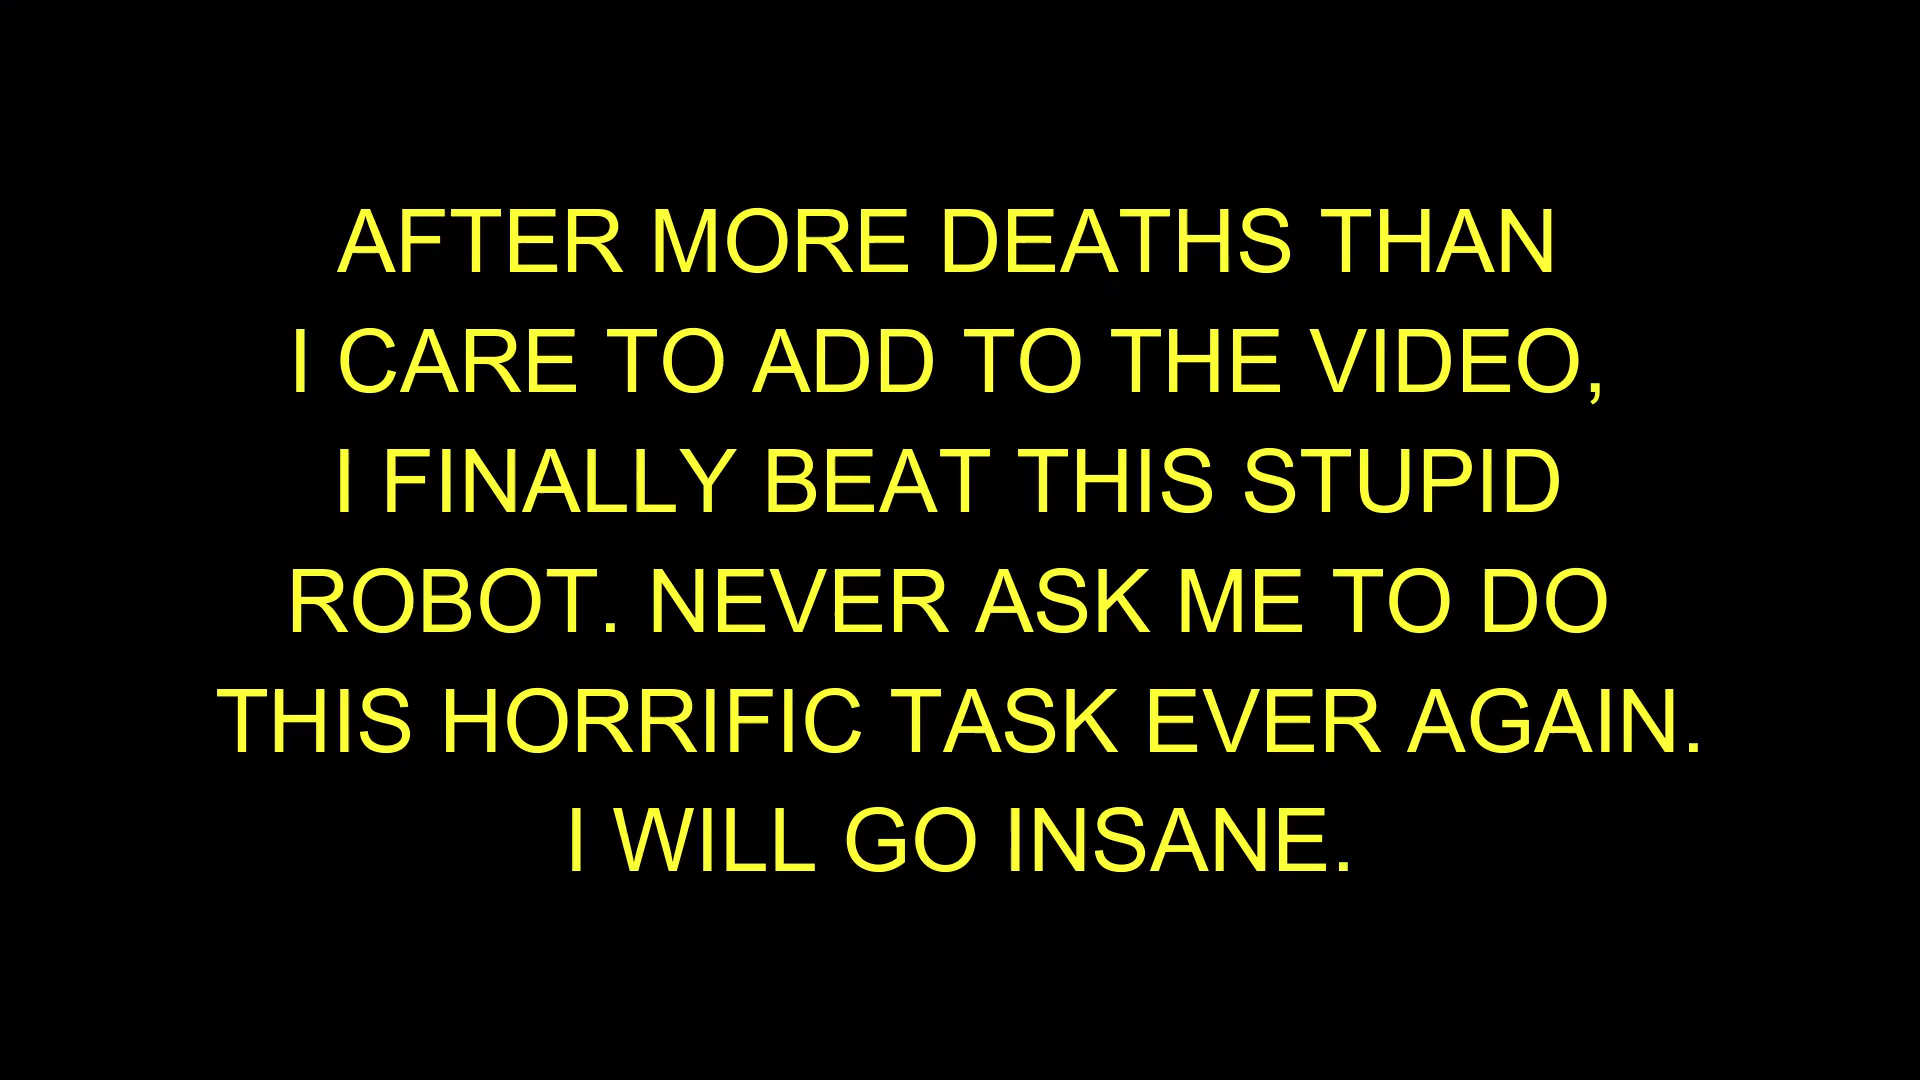 AFTER MORE DEATHS THAN
I CARE TO ADD TO THE VIDEO,
I FINALLY BEAT THIS STUPID
ROBOT. NEVER ASK ME TO DO
THIS HORRIFIC TASK EVER AGAIN.
I WILL GO INSANE.